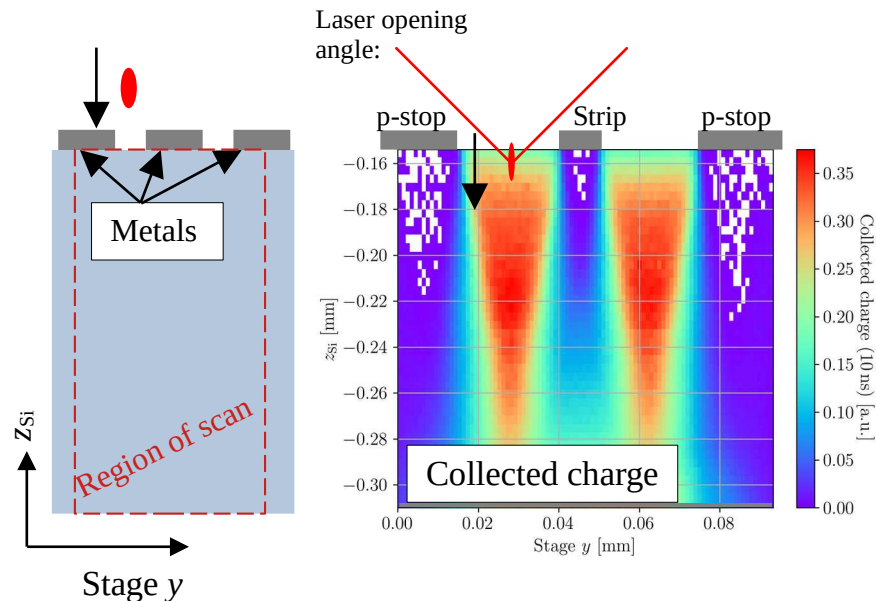 Laser opening
angle:
p-stop
Strip
p-stop
Metals
Region of scan
z_Si
Stage y
−0.16
−0.18
−0.20
−0.22
−0.24
−0.26
−0.28
−0.30
z_Si [mm]
Collected charge
0.00
0.02
0.04
0.06
0.08
Stage y [mm]
0.35
0.30
0.25
0.20
0.15
0.10
0.05
0.00
Collected charge (10 ns) [a.u.]